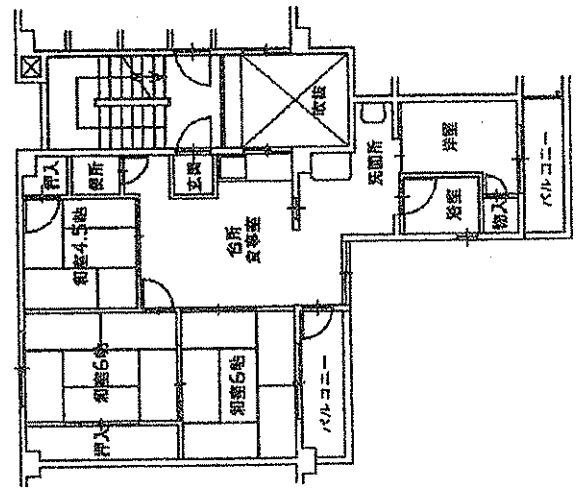 押入
便所
玄関
吹抜
和室4.5帖
台所
食事室
洗面所
洋室
浴室
物入
バルコニー
和室6帖
押入
和室6帖
バルコニー